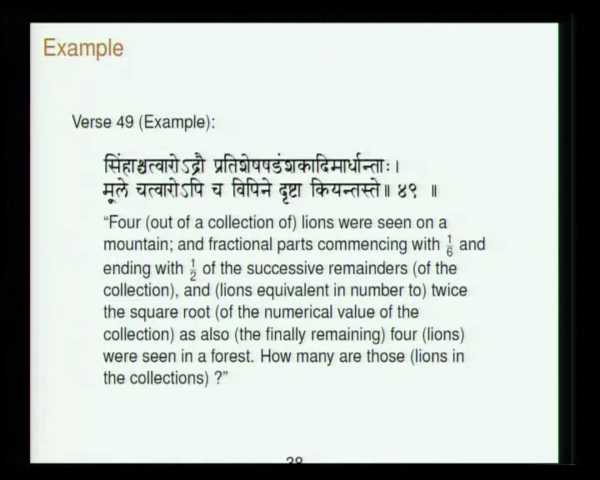 Example
Verse 49 (Example):
सिंहाश्चत्वारोऽद्रौ प्रतिशेषषडंशकादिमार्धान्ताः ।
मूले चत्वारोऽपि च विपिने दृष्टा कियन्तस्ते ॥ ४९ ॥
“Four (out of a collection of) lions were seen on a
mountain; and fractional parts commencing with 1/6 and
ending with 1/2 of the successive remainders (of the
collection), and (lions equivalent in number to) twice
the square root (of the numerical value of the
collection) as also (the finally remaining) four (lions)
were seen in a forest. How many are those (lions in
the collections) ?”